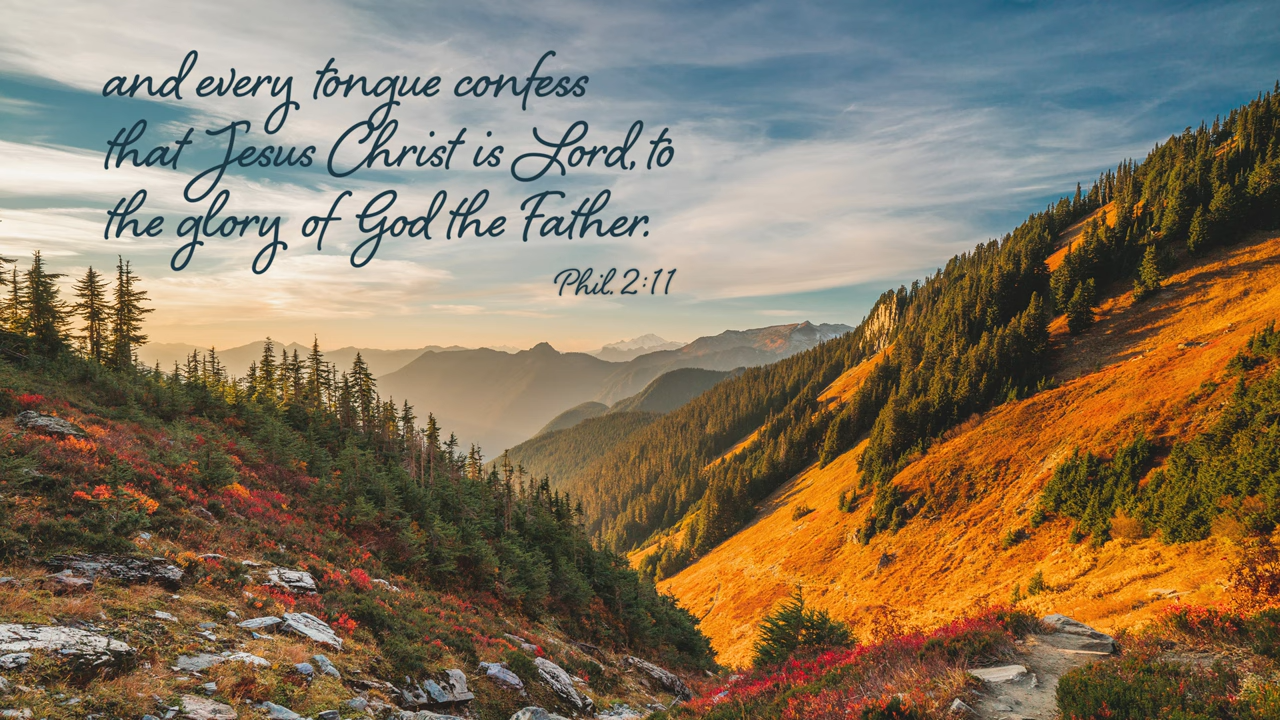 and every tongue confess
that Jesus Christ is Lord, to
the glory of God the Father.
Phil. 2:11